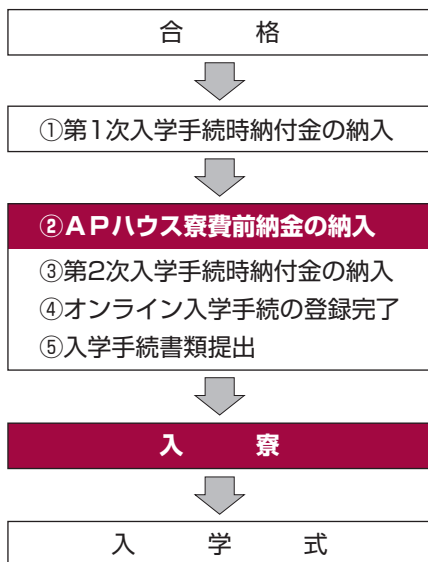 合格
①第1次入学手続時納付金の納入
②APハウス寮費前納金の納入
③第2次入学手続時納付金の納入
④オンライン入学手続の登録完了
⑤入学手続書類提出
入寮
入学式